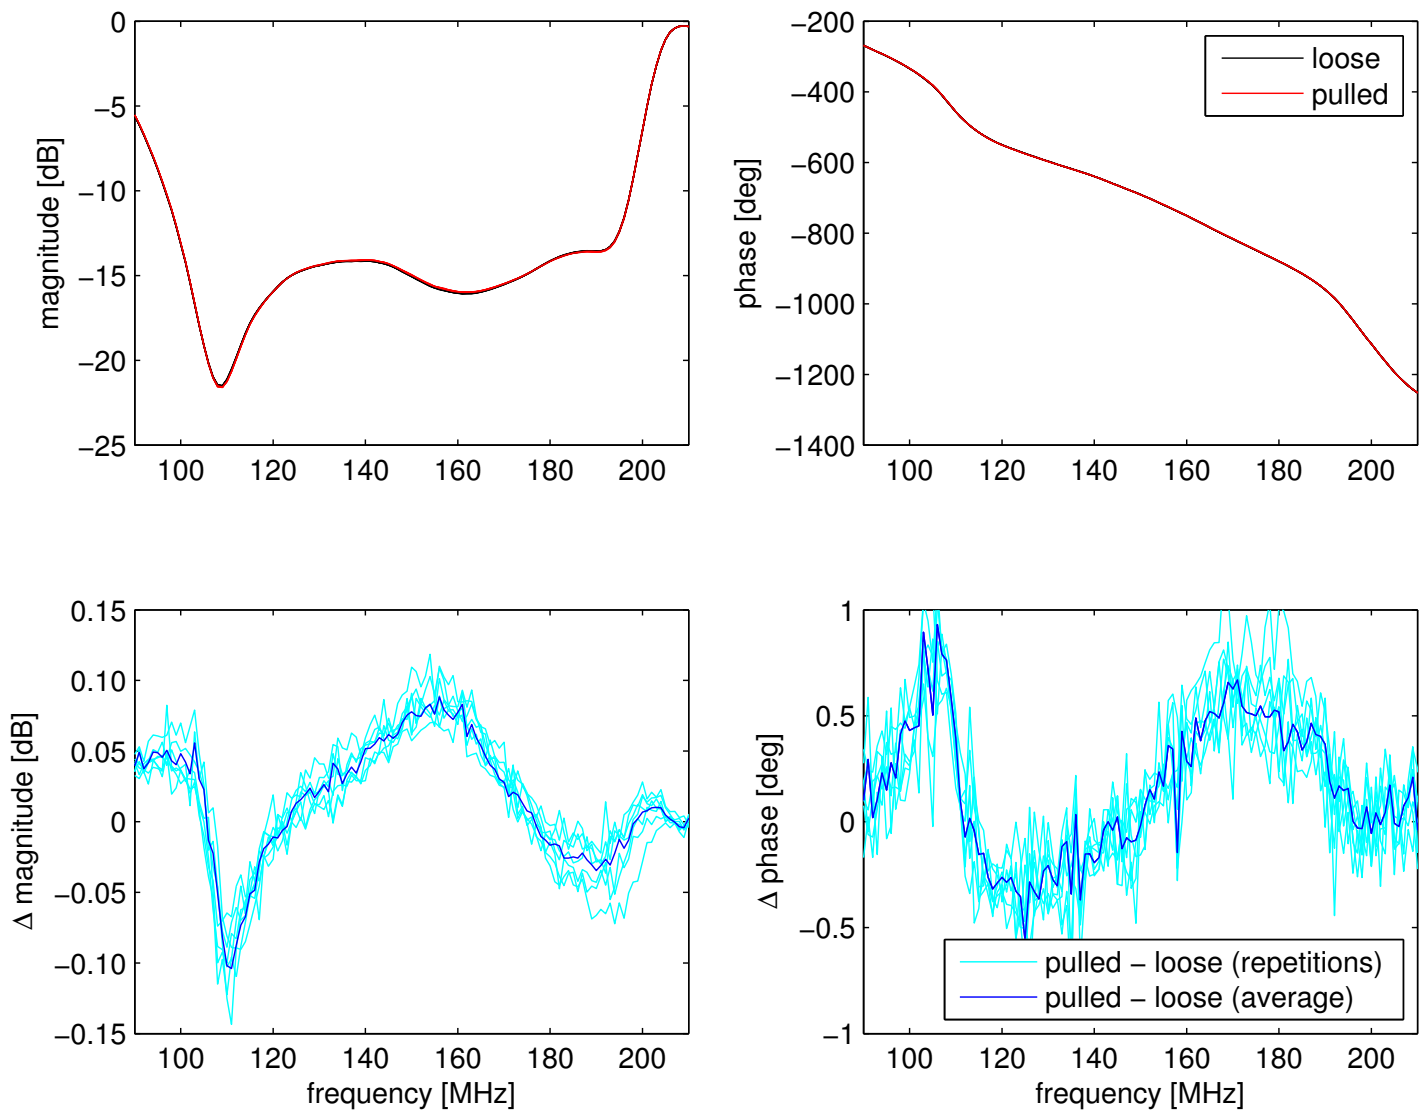 0
−5
−10
−15
−20
−25
magnitude [dB]
100 120 140 160 180 200
−200
−400
−600
−800
−1000
−1200
−1400
phase [deg]
loose
pulled
100 120 140 160 180 200
0.15
0.10
0.05
0
−0.05
−0.10
−0.15
Δ magnitude [dB]
100 120 140 160 180 200
frequency [MHz]
1
0.5
0
−0.5
−1
Δ phase [deg]
pulled − loose (repetitions)
pulled − loose (average)
100 120 140 160 180 200
frequency [MHz]